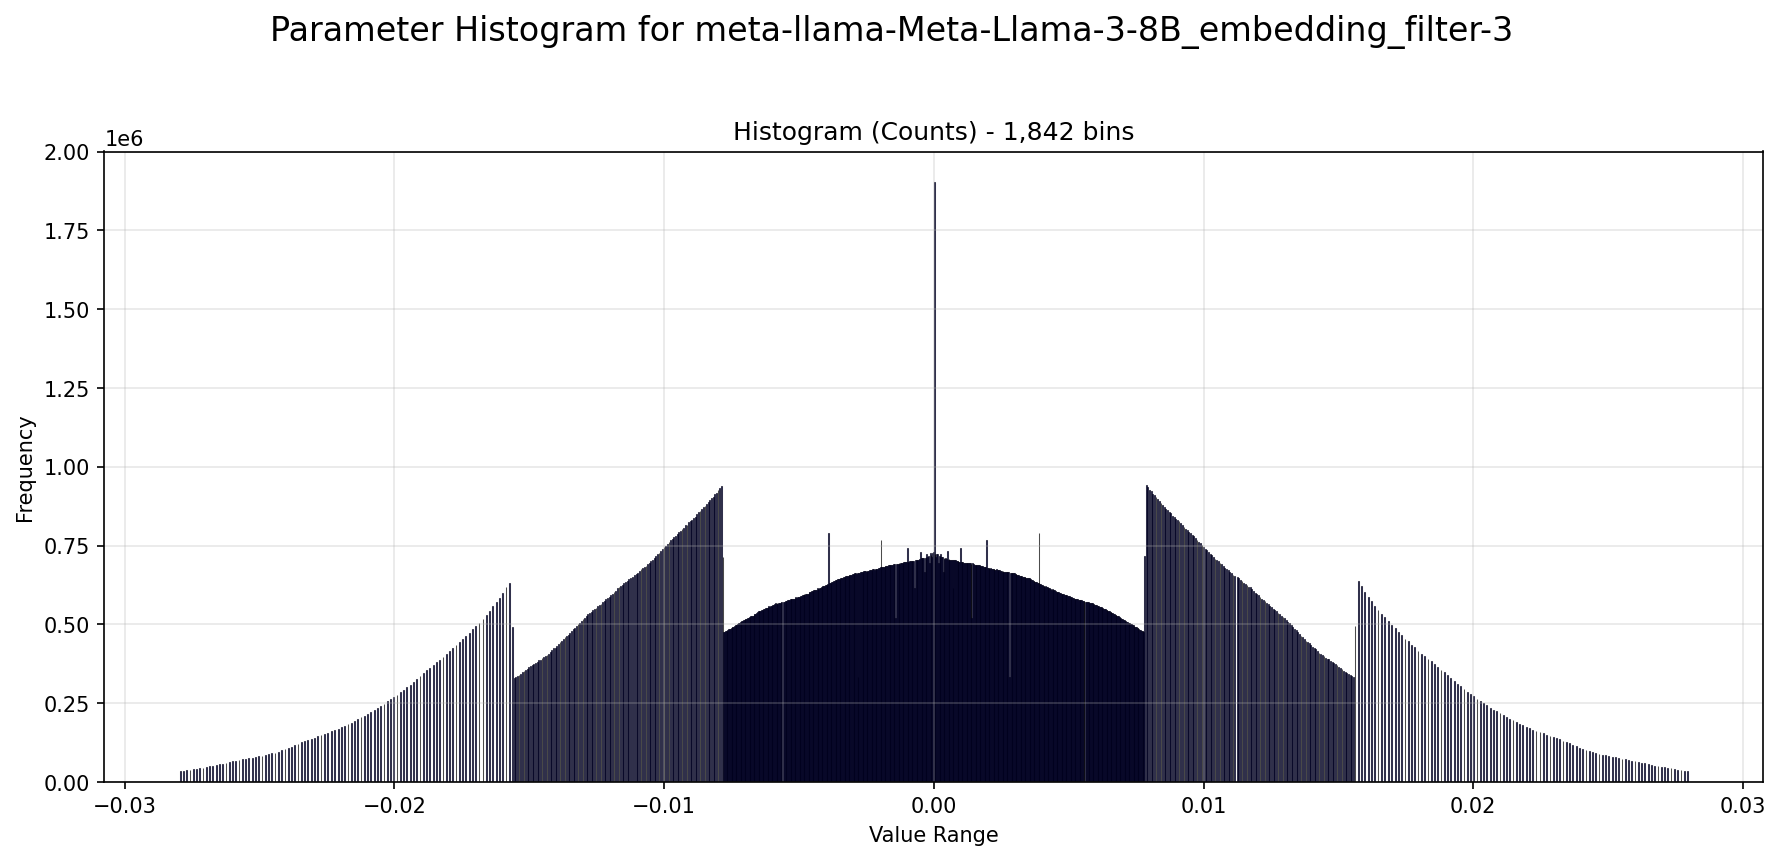 Parameter Histogram for meta-llama-Meta-Llama-3-8B_embedding_filter-3
Histogram (Counts) - 1,842 bins
1e6
2.00
1.75
1.50
1.25
1.00
0.75
0.50
0.25
0.00
Frequency
−0.03 −0.02 −0.01 0.00 0.01 0.02 0.03
Value Range